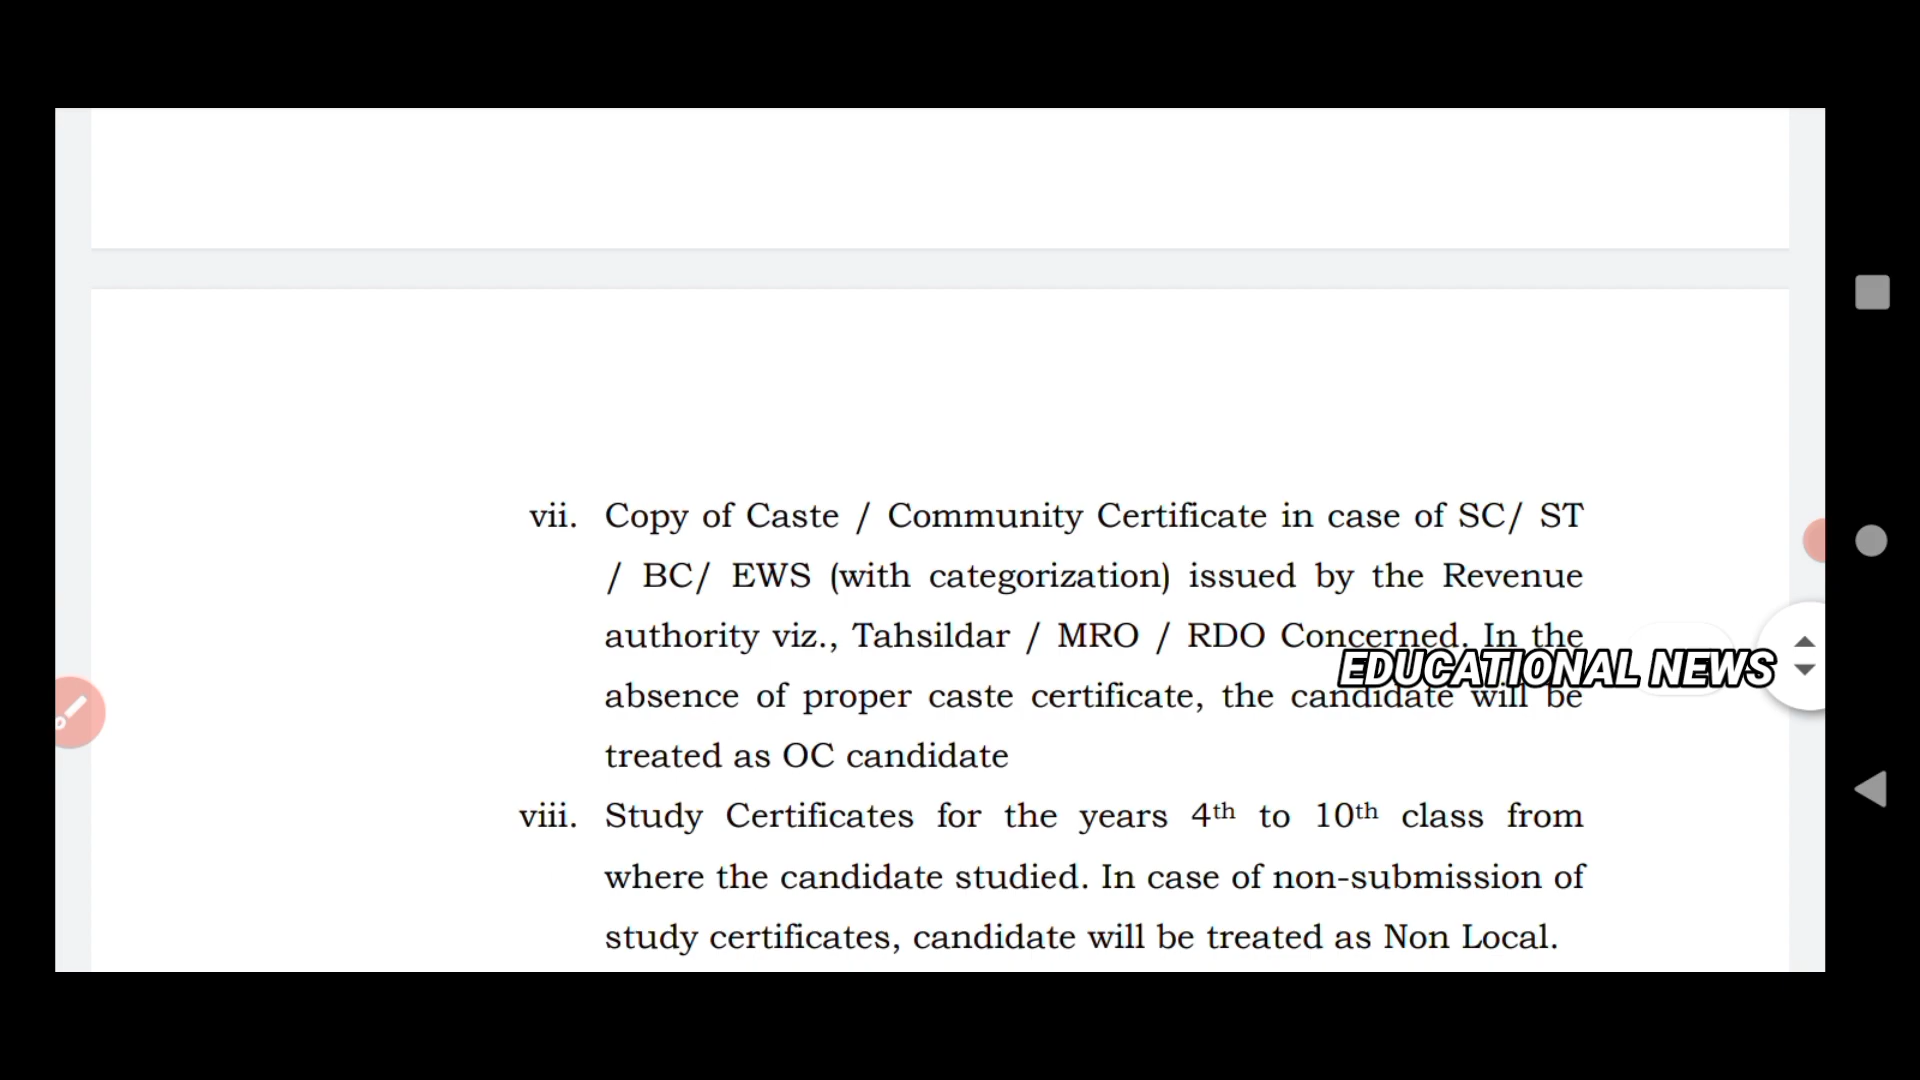 vii. Copy of Caste / Community Certificate in case of SC/ ST
/ BC/ EWS (with categorization) issued by the Revenue
authority viz., Tahsildar / MRO / RDO Concerned. In the
EDUCATIONAL NEWS
absence of proper caste certificate, the candidate will be
treated as OC candidate
viii. Study Certificates for the years 4th to 10th class from
where the candidate studied. In case of non-submission of
study certificates, candidate will be treated as Non Local.